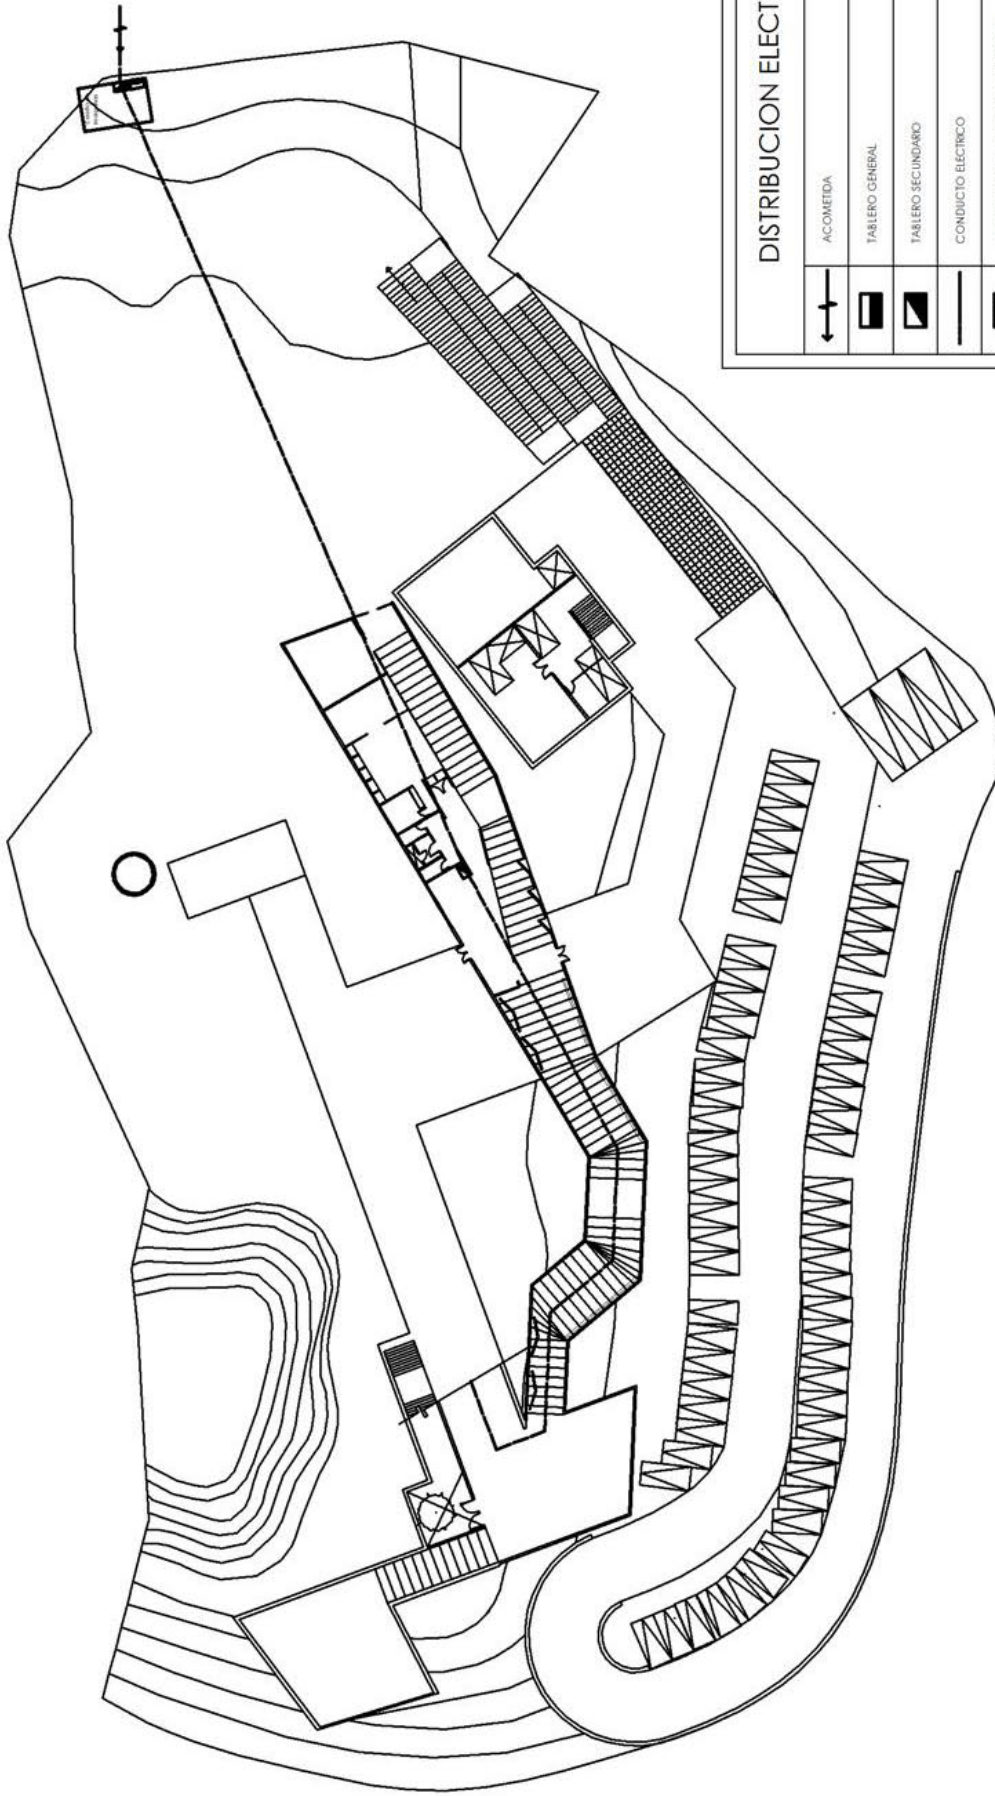 DISTRIBUCION ELECT
ACOMETIDA
TABLERO GENERAL
TABLERO SECUNDARIO
CONDUCTO ELECTRICO